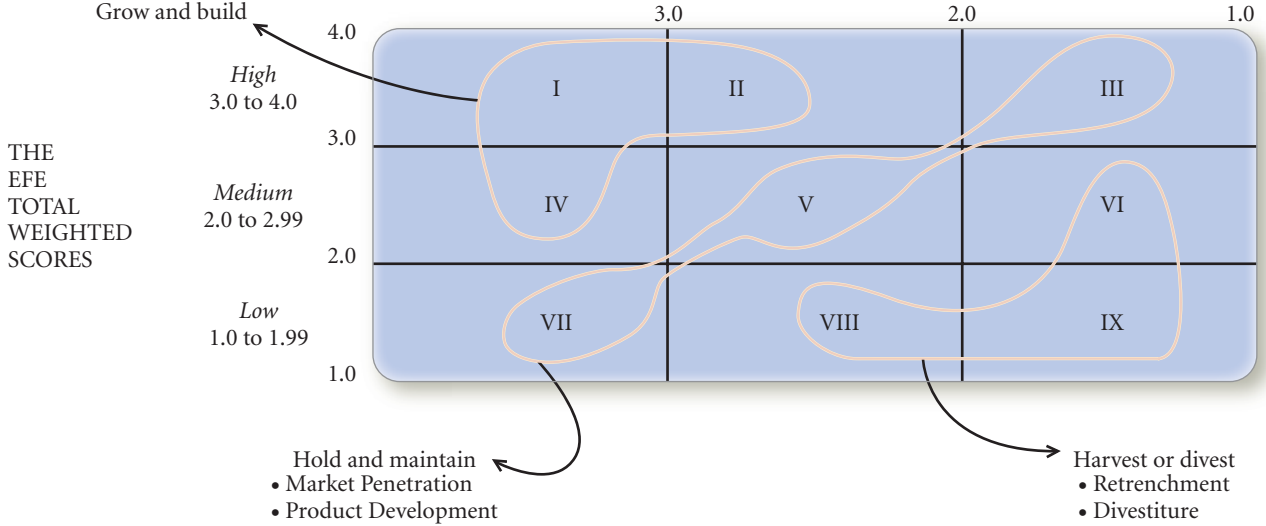 Grow and build
3.0
2.0
1.0
4.0
High
3.0 to 4.0
I
II
III
3.0
THE
EFE
TOTAL
WEIGHTED
SCORES
Medium
2.0 to 2.99
IV
V
VI
2.0
Low
1.0 to 1.99
VII
VIII
IX
1.0
Hold and maintain
• Market Penetration
• Product Development
Harvest or divest
• Retrenchment
• Divestiture